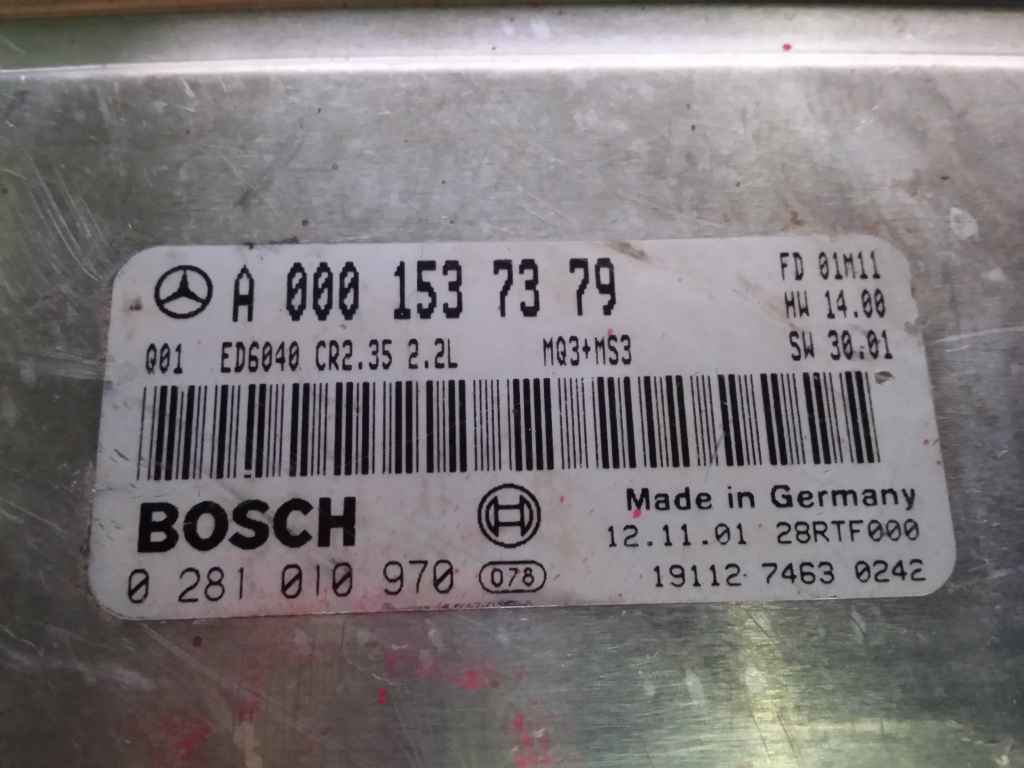 A 000 153 73 79
FD 01M11
HW 14.00
Q01 ED6040 CR2.35 2.2L MQ3+MS3 SW 30.01
BOSCH
Made in Germany
12.11.01 28RTF000
0 281 010 970 078
19112 7463 0242